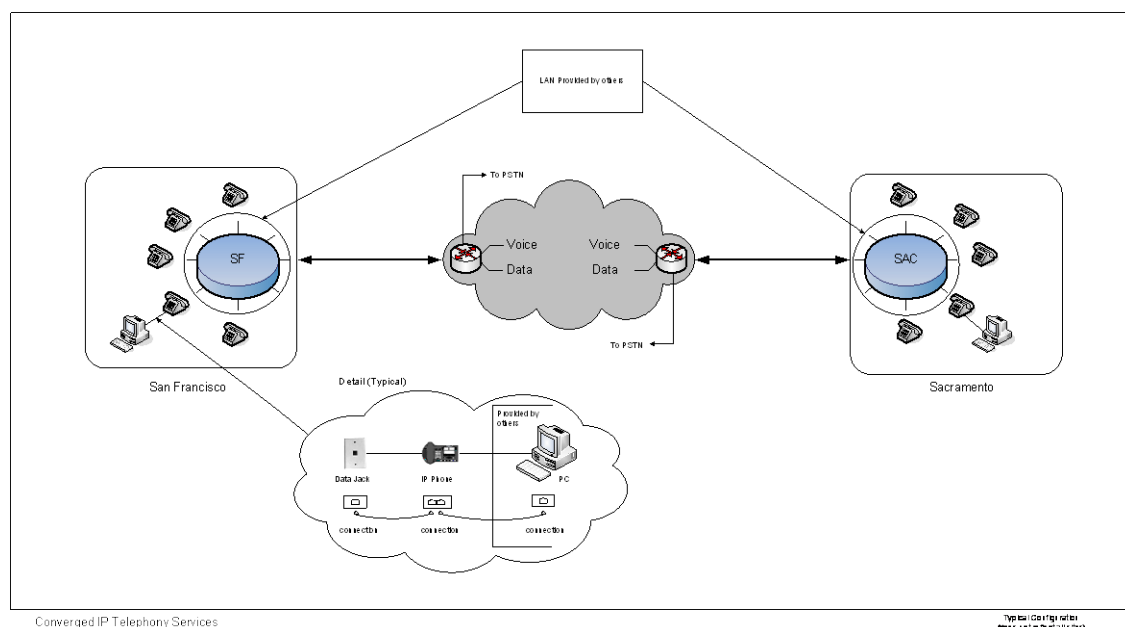 LAN Provided by others
To PSTN
Voice
Data
Voice
Data
SF
SAC
To PSTN
San Francisco
Sacramento
Detail (Typical)
Provided by
others
Data Jack
IP Phone
PC
connection
connection
connection
Converged IP Telephony Services
Typical Configuration